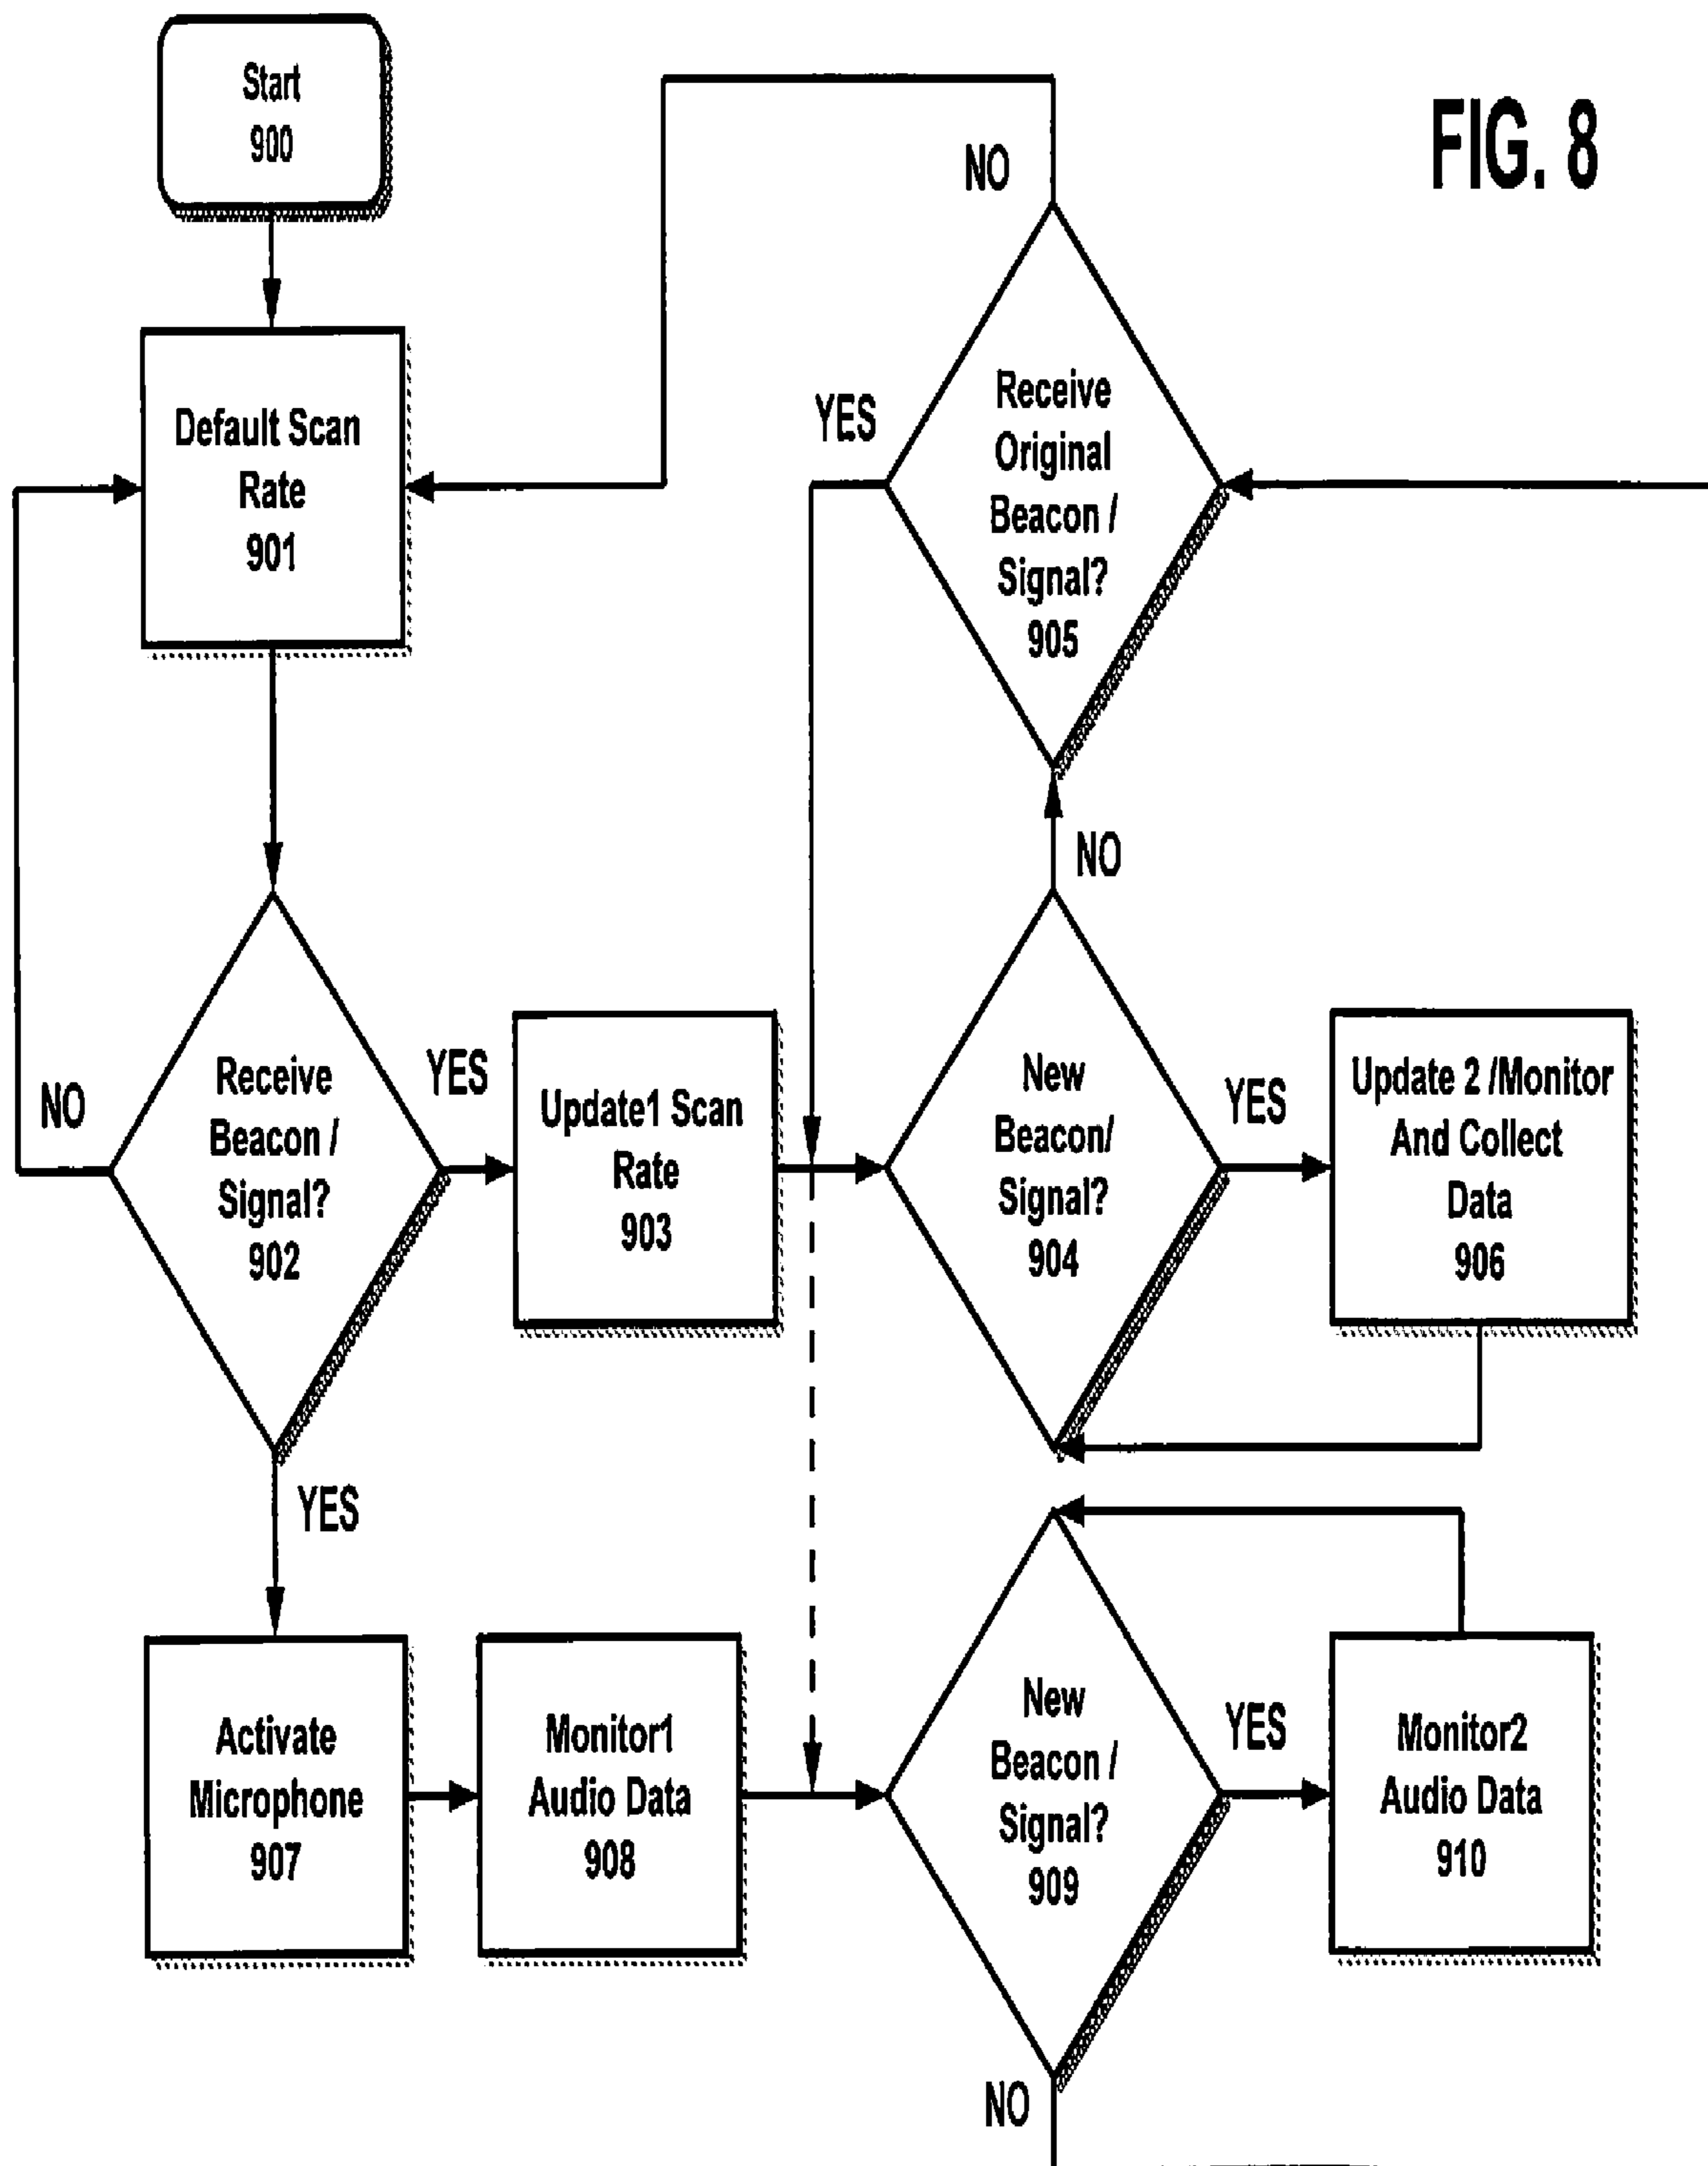 FIG. 8
Start
900
Default Scan
Rate
901
NO
Receive
Original
Beacon /
Signal?
905
YES
NO
Receive
Beacon /
Signal?
902
NO
YES
Update1 Scan
Rate
903
New
Beacon/
Signal?
904
YES
Update 2 /Monitor
And Collect
Data
906
NO
YES
Activate
Microphone
907
Monitor1
Audio Data
908
New
Beacon /
Signal?
909
YES
Monitor2
Audio Data
910
NO